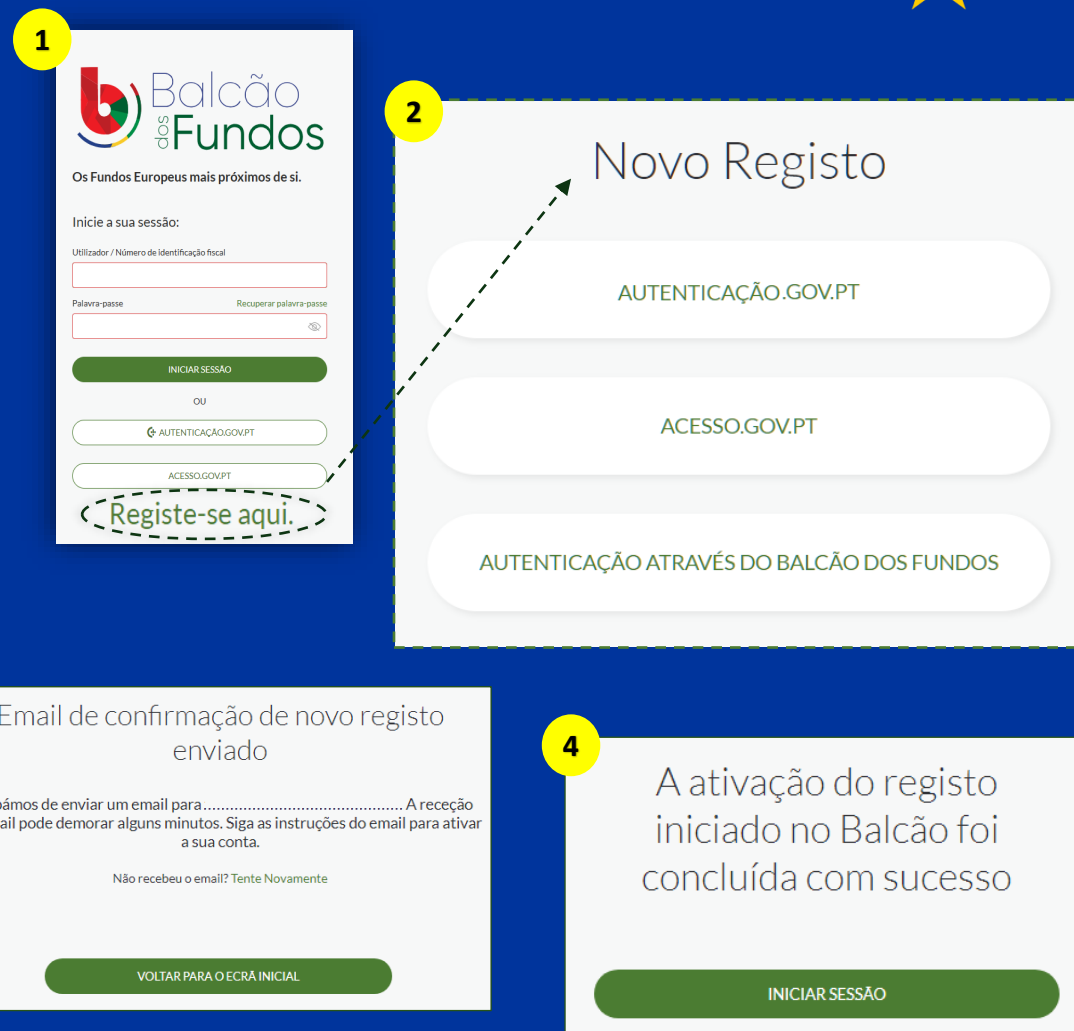 1
Balcão
dos Fundos
Os Fundos Europeus mais próximos de si.
Inicie a sua sessão:
Utilizador / Número de identificação fiscal
Palavra-passe Recuperar palavra-passe
INICIAR SESSÃO
OU
AUTENTICAÇÃO.GOV.PT
ACESSO.GOV.PT
Registe-se aqui.
2
Novo Registo
AUTENTICAÇÃO.GOV.PT
ACESSO.GOV.PT
AUTENTICAÇÃO ATRAVÉS DO BALCÃO DOS FUNDOS
Email de confirmação de novo registo
enviado
de enviar um email para............................................. A receção
pode demorar alguns minutos. Siga as instruções do email para ativar
a sua conta.
Não recebeu o email? Tente Novamente
VOLTAR PARA O ECRÃ INICIAL
4
A ativação do registo
iniciado no Balcão foi
concluída com sucesso
INICIAR SESSÃO